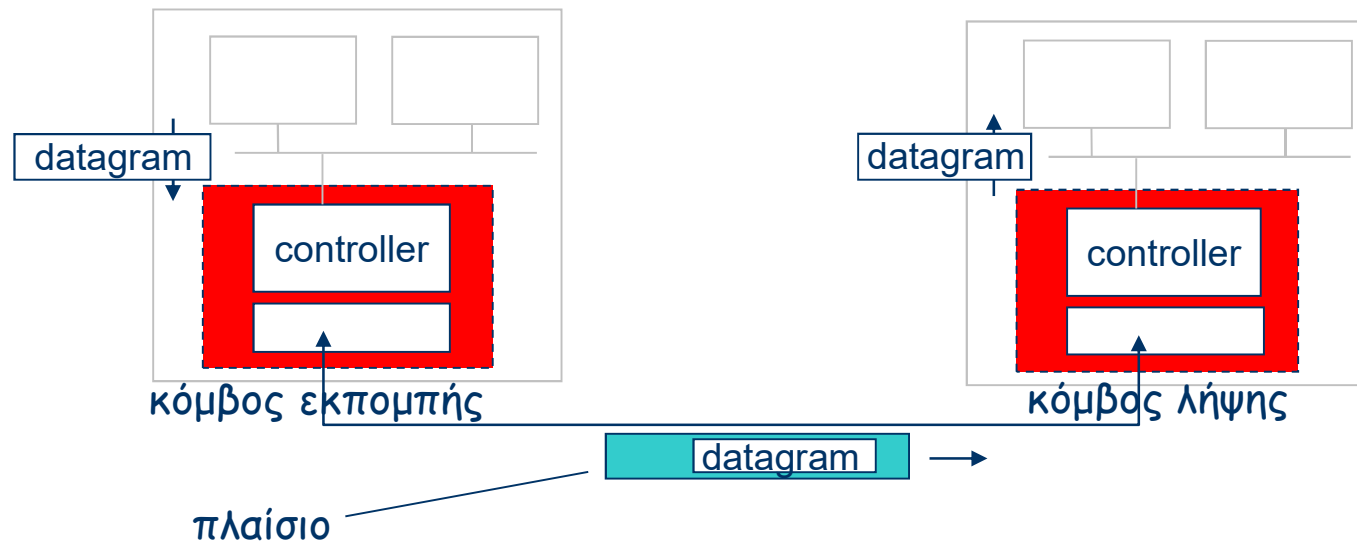 datagram
datagram
controller
controller
κόμβος εκπομπής
κόμβος λήψης
datagram
πλαίσιο